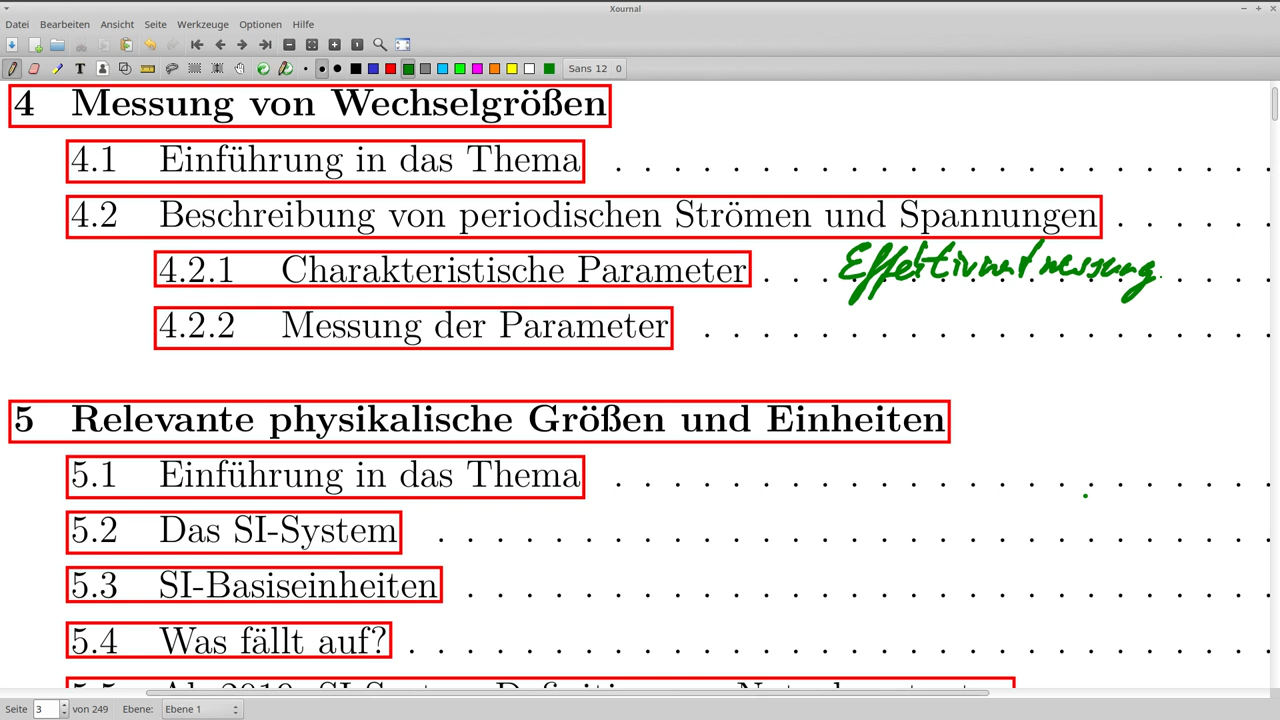 Xournal
Datei Bearbeiten Ansicht Seite Werkzeuge Optionen Hilfe
Sans 12 0
4 Messung von Wechselgrößen
4.1 Einführung in das Thema . . . . . . . . . . . . . . . . . . . . . . .
4.2 Beschreibung von periodischen Strömen und Spannungen . . . . . .
4.2.1 Charakteristische Parameter . . . Effektivwertmessung
4.2.2 Messung der Parameter . . . . . . . . . . . . . . . . . . . .
5 Relevante physikalische Größen und Einheiten
5.1 Einführung in das Thema . . . . . . . . . . . . . . . . . . . . . . .
5.2 Das SI-System . . . . . . . . . . . . . . . . . . . . . . . . . . . . .
5.3 SI-Basiseinheiten . . . . . . . . . . . . . . . . . . . . . . . . . . . .
5.4 Was fällt auf? . . . . . . . . . . . . . . . . . . . . . . . . . . . . . .
Seite 3 von 249 Ebene: Ebene 1